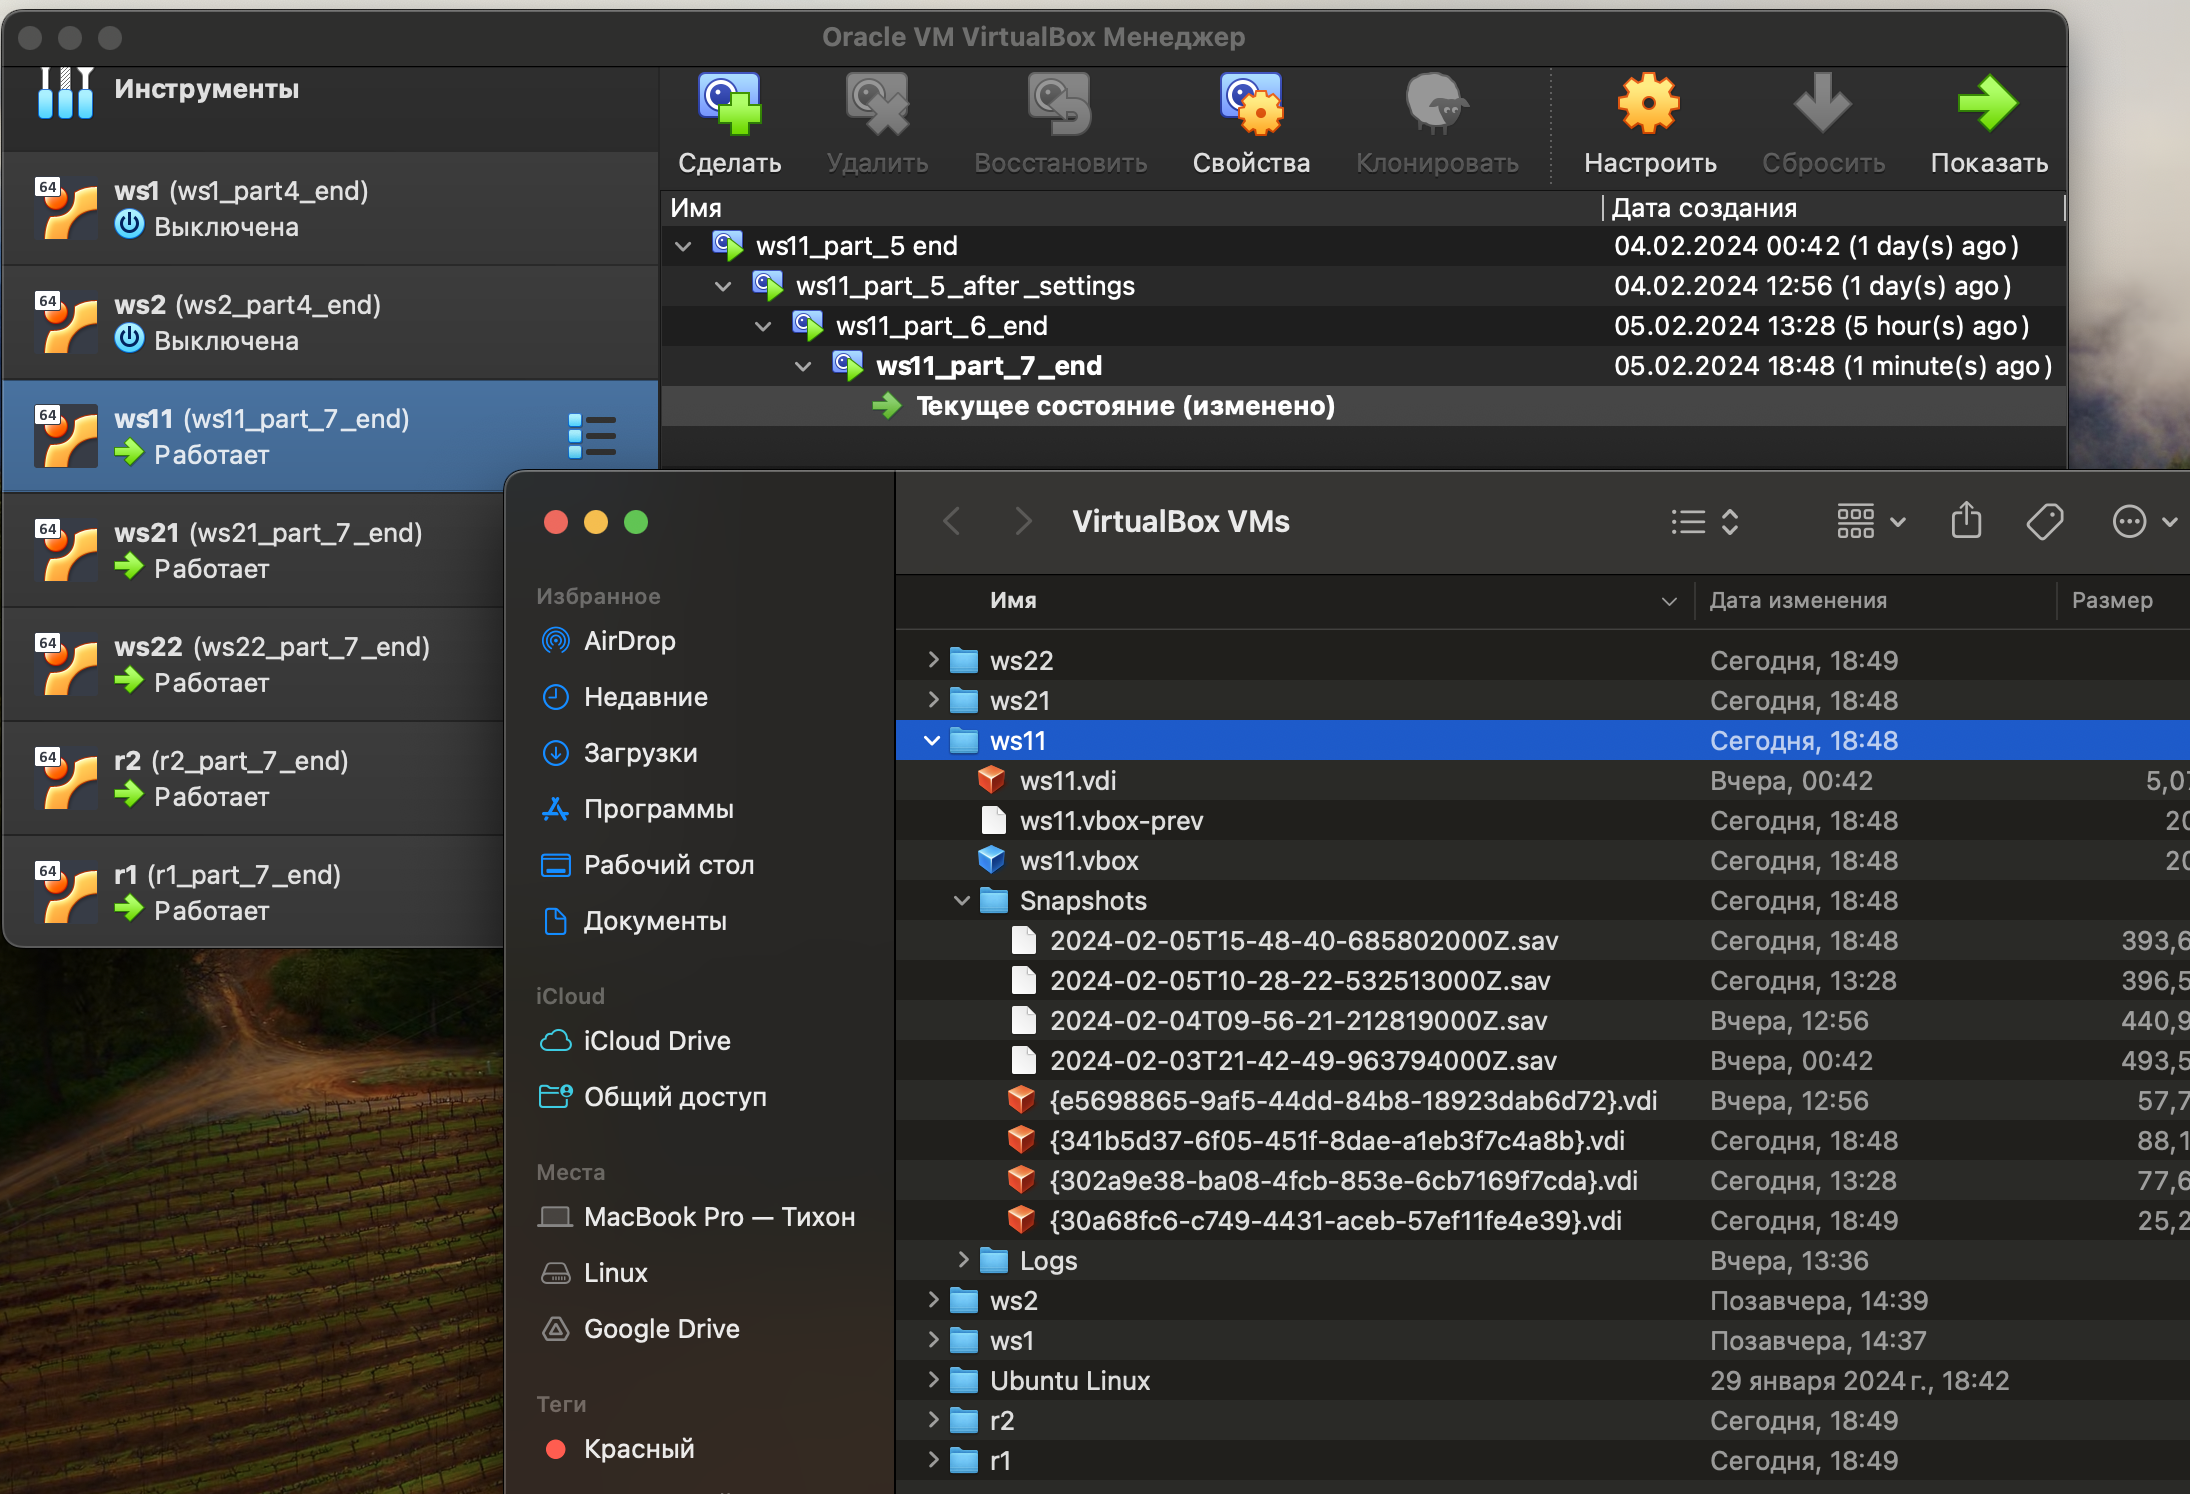 Oracle VM VirtualBox Менеджер
Инструменты
Сделать
Удалить
Восстановить
Свойства
Клонировать
Настроить
Сбросить
Показать
64
ws1 (ws1_part4_end)
Выключена
64
ws2 (ws2_part4_end)
Выключена
64
ws11 (ws11_part_7_end)
Работает
64
ws21 (ws21_part_7_end)
Работает
64
ws22 (ws22_part_7_end)
Работает
64
r2 (r2_part_7_end)
Работает
64
r1 (r1_part_7_end)
Работает
Имя Дата создания
ws11_part_5 end 04.02.2024 00:42 (1 day(s) ago)
ws11_part_5_after_settings 04.02.2024 12:56 (1 day(s) ago)
ws11_part_6_end 05.02.2024 13:28 (5 hour(s) ago)
ws11_part_7_end 05.02.2024 18:48 (1 minute(s) ago)
Текущее состояние (изменено)
Избранное
AirDrop
Недавние
Загрузки
Программы
Рабочий стол
Документы
iCloud
iCloud Drive
Общий доступ
Места
MacBook Pro — Тихон
Linux
Google Drive
Теги
Красный
VirtualBox VMs
Имя Дата изменения Размер
ws22 Сегодня, 18:49
ws21 Сегодня, 18:48
ws11 Сегодня, 18:48
ws11.vdi Вчера, 00:42 5,07
ws11.vbox-prev Сегодня, 18:48 20
ws11.vbox Сегодня, 18:48 20
Snapshots Сегодня, 18:48
2024-02-05T15-48-40-685802000Z.sav Сегодня, 18:48 393,6
2024-02-05T10-28-22-532513000Z.sav Сегодня, 13:28 396,5
2024-02-04T09-56-21-212819000Z.sav Вчера, 12:56 440,9
2024-02-03T21-42-49-963794000Z.sav Вчера, 00:42 493,5
{e5698865-9af5-44dd-84b8-18923dab6d72}.vdi Вчера, 12:56 57,7
{341b5d37-6f05-451f-8dae-a1eb3f7c4a8b}.vdi Сегодня, 18:48 88,1
{302a9e38-ba08-4fcb-853e-6cb7169f7cda}.vdi Сегодня, 13:28 77,6
{30a68fc6-c749-4431-aceb-57ef11fe4e39}.vdi Сегодня, 18:49 25,2
Logs Вчера, 13:36
ws2 Позавчера, 14:39
ws1 Позавчера, 14:37
Ubuntu Linux 29 января 2024 г., 18:42
r2 Сегодня, 18:49
r1 Сегодня, 18:49